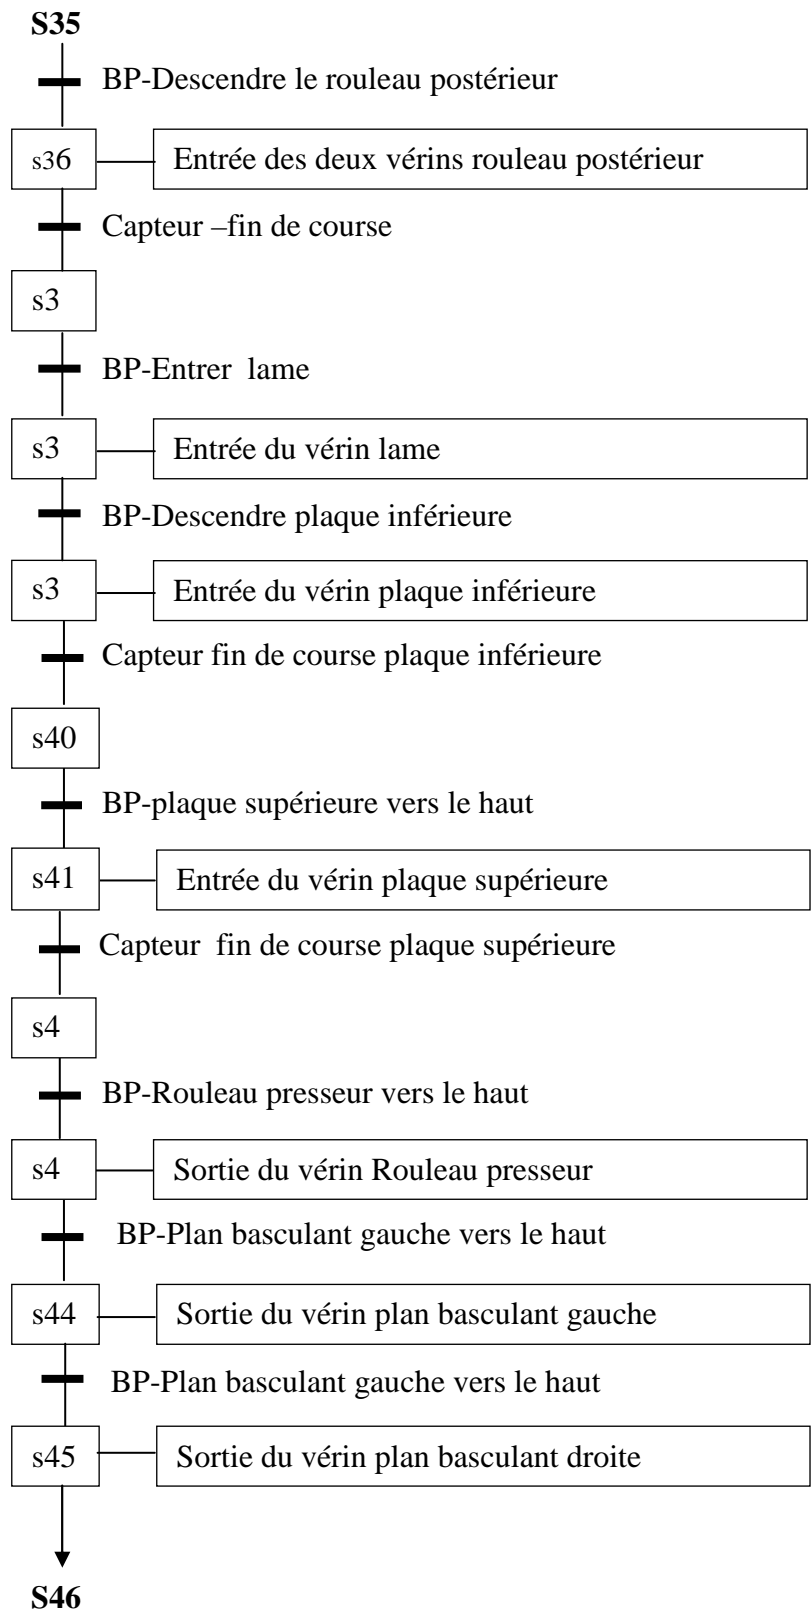 S35
BP-Descendre le rouleau postérieur
s36 Entrée des deux vérins rouleau postérieur
Capteur –fin de course
s3
BP-Entrer lame
s3 Entrée du vérin lame
BP-Descendre plaque inférieure
s3 Entrée du vérin plaque inférieure
Capteur fin de course plaque inférieure
s40
BP-plaque supérieure vers le haut
s41 Entrée du vérin plaque supérieure
Capteur fin de course plaque supérieure
s4
BP-Rouleau presseur vers le haut
s4 Sortie du vérin Rouleau presseur
BP-Plan basculant gauche vers le haut
s44 Sortie du vérin plan basculant gauche
BP-Plan basculant gauche vers le haut
s45 Sortie du vérin plan basculant droite
S46